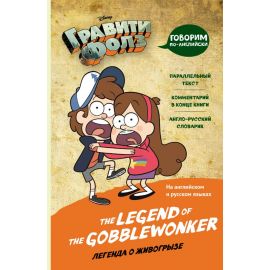 Disney
ГРАВИТИ
ФОЛЗ
ГОВОРИМ
ПО-АНГЛИЙСКИ
ПАРАЛЛЕЛЬНЫЙ
ТЕКСТ
КОММЕНТАРИЙ
В КОНЦЕ КНИГИ
АНГЛО-РУССКИЙ
СЛОВАРИК
На английском
и русском языках
THE LEGEND OF
THE GOBBLEWONKER
ЛЕГЕНДА О ЖИВОГРЫЗЕ